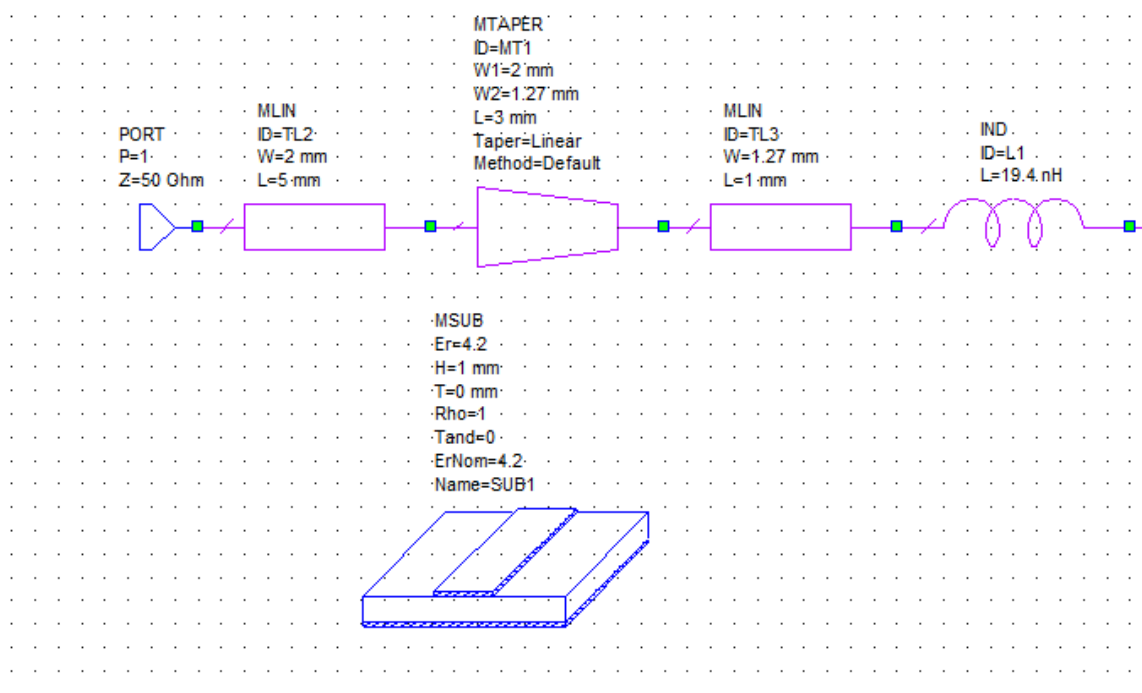 PORT
P=1
Z=50 Ohm
MLIN
ID=TL2
W=2 mm
L=5 mm
MTAPER
ID=MT1
W1=2 mm
W2=1.27 mm
L=3 mm
Taper=Linear
Method=Default
MLIN
ID=TL3
W=1.27 mm
L=1 mm
IND
ID=L1
L=19.4 nH
MSUB
Er=4.2
H=1 mm
T=0 mm
Rho=1
Tand=0
ErNom=4.2
Name=SUB1